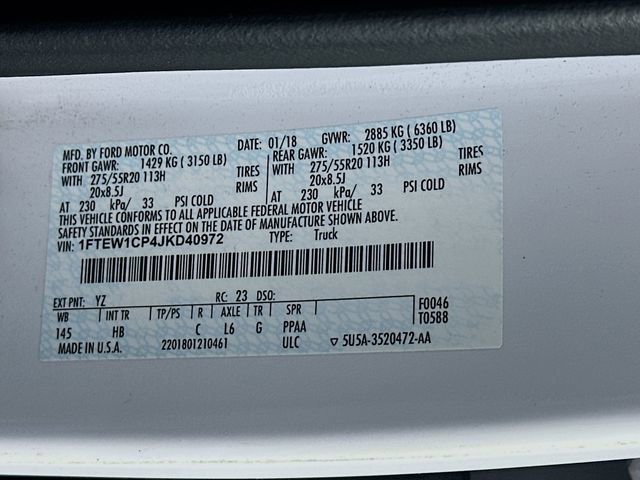 MFD. BY FORD MOTOR CO. DATE: 01/18 GVWR: 2885 KG ( 6360 LB)
FRONT GAWR: 1429 KG ( 3150 LB) REAR GAWR: 1520 KG ( 3350 LB)
WITH 275/55R20 113H TIRES WITH 275/55R20 113H TIRES
20x8.5J RIMS 20x8.5J RIMS
AT 230 kPa/ 33 PSI COLD AT 230 kPa/ 33 PSI COLD
THIS VEHICLE CONFORMS TO ALL APPLICABLE FEDERAL MOTOR VEHICLE
SAFETY STANDARDS IN EFFECT ON THE DATE OF MANUFACTURE SHOWN ABOVE.
VIN: 1FTEW1CP4JKD40972 TYPE: Truck
EXT PNT: YZ RC: 23 DSO: F0046
WB INT TR TP/PS R AXLE TR SPR T0588
145 HB C L6 G PPAA
MADE IN U.S.A. 2201801210461 ULC 5U5A-3520472-AA